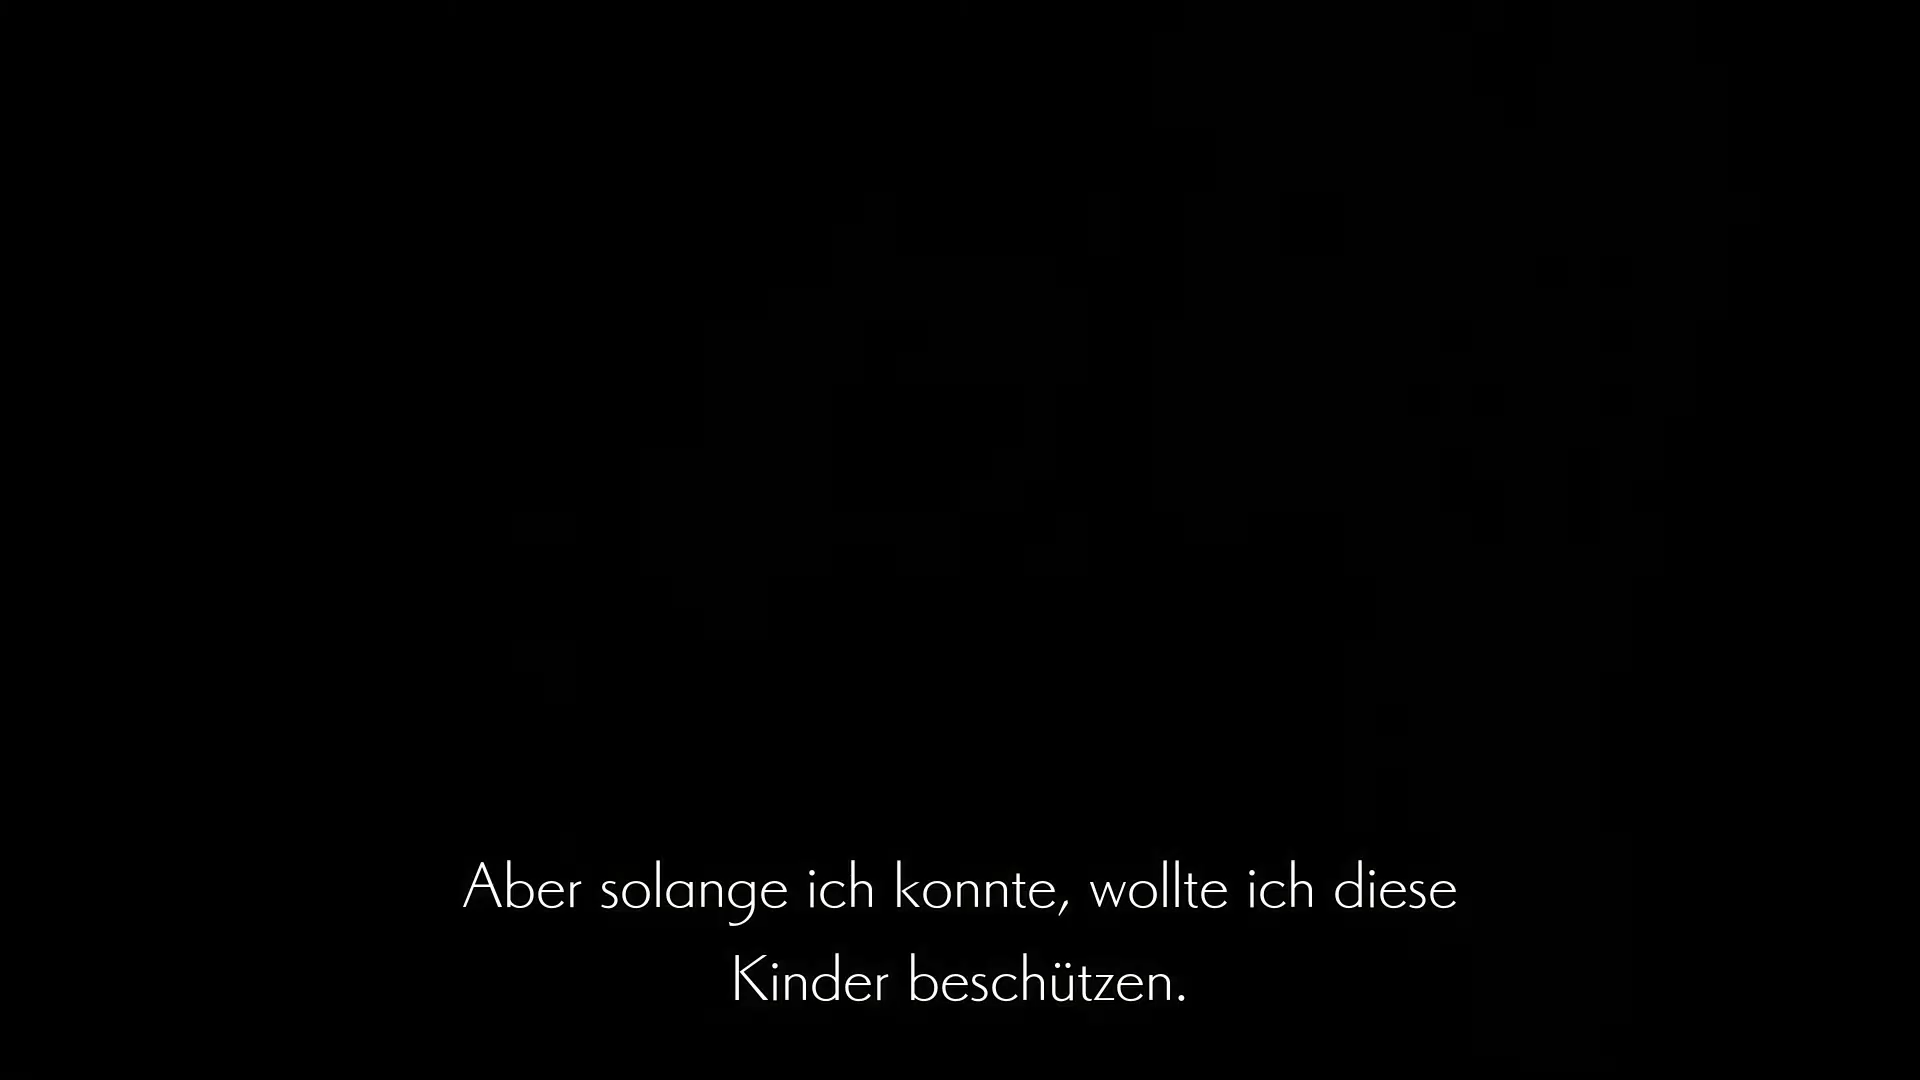 Aber solange ich konnte, wollte ich diese
Kinder beschützen.